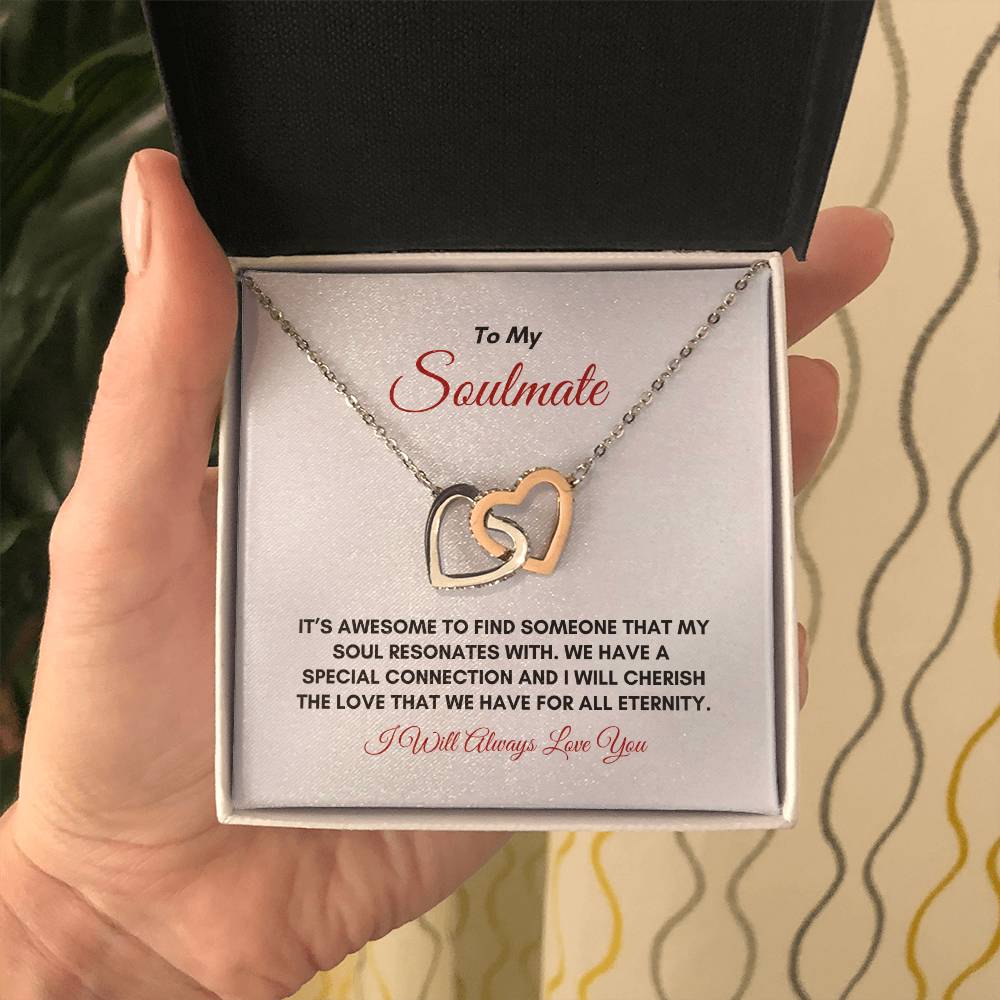 To My
Soulmate
IT’S AWESOME TO FIND SOMEONE THAT MY
SOUL RESONATES WITH. WE HAVE A
SPECIAL CONNECTION AND I WILL CHERISH
THE LOVE THAT WE HAVE FOR ALL ETERNITY.
I Will Always Love You